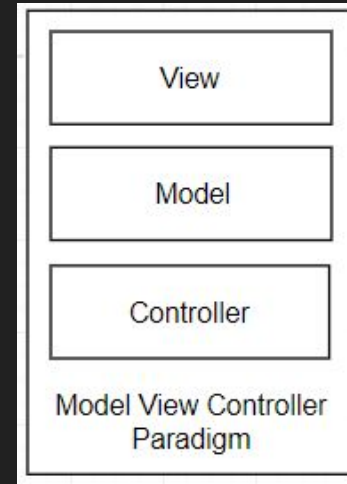 View
Model
Controller
Model View Controller
Paradigm